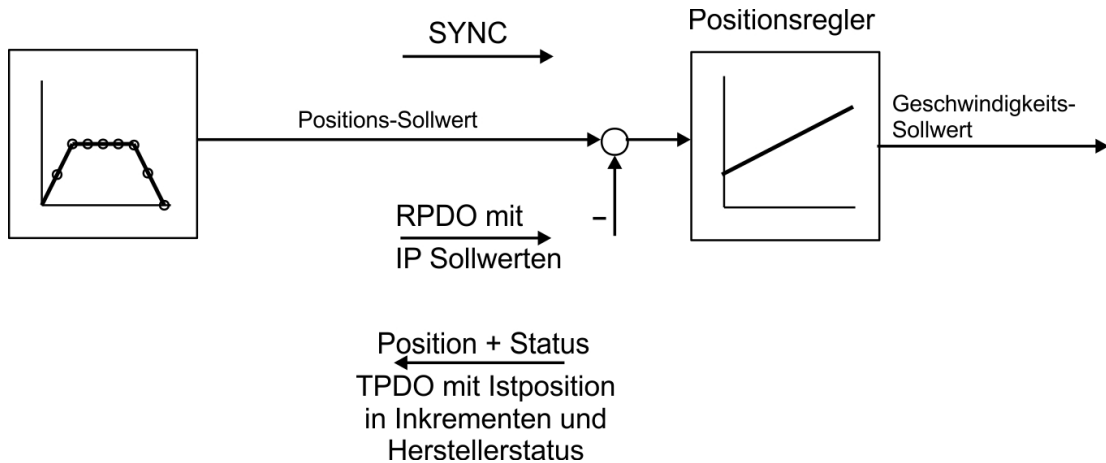 Positionsregler
SYNC
Positions-Sollwert
Geschwindigkeits-
Sollwert
RPDO mit
IP Sollwerten
–
Position + Status
TPDO mit Istposition
in Inkrementen und
Herstellerstatus